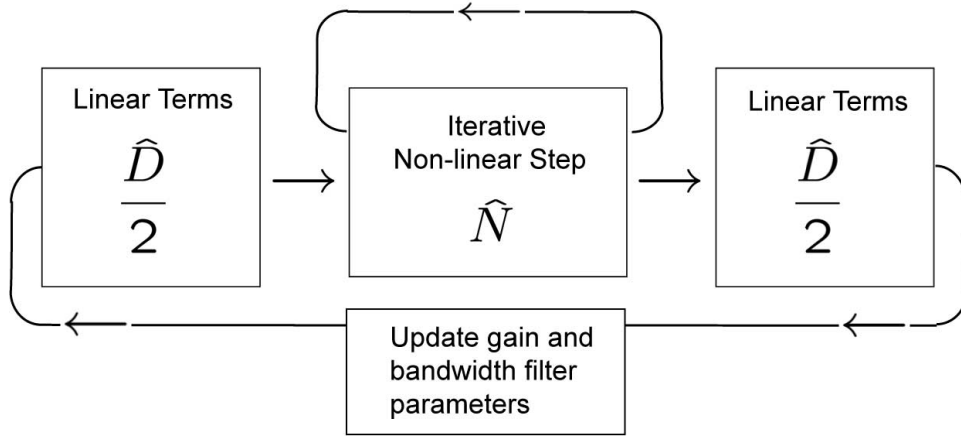 Linear Terms
D̂
2
Iterative
Non-linear Step
N̂
Linear Terms
D̂
2
Update gain and
bandwidth filter
parameters